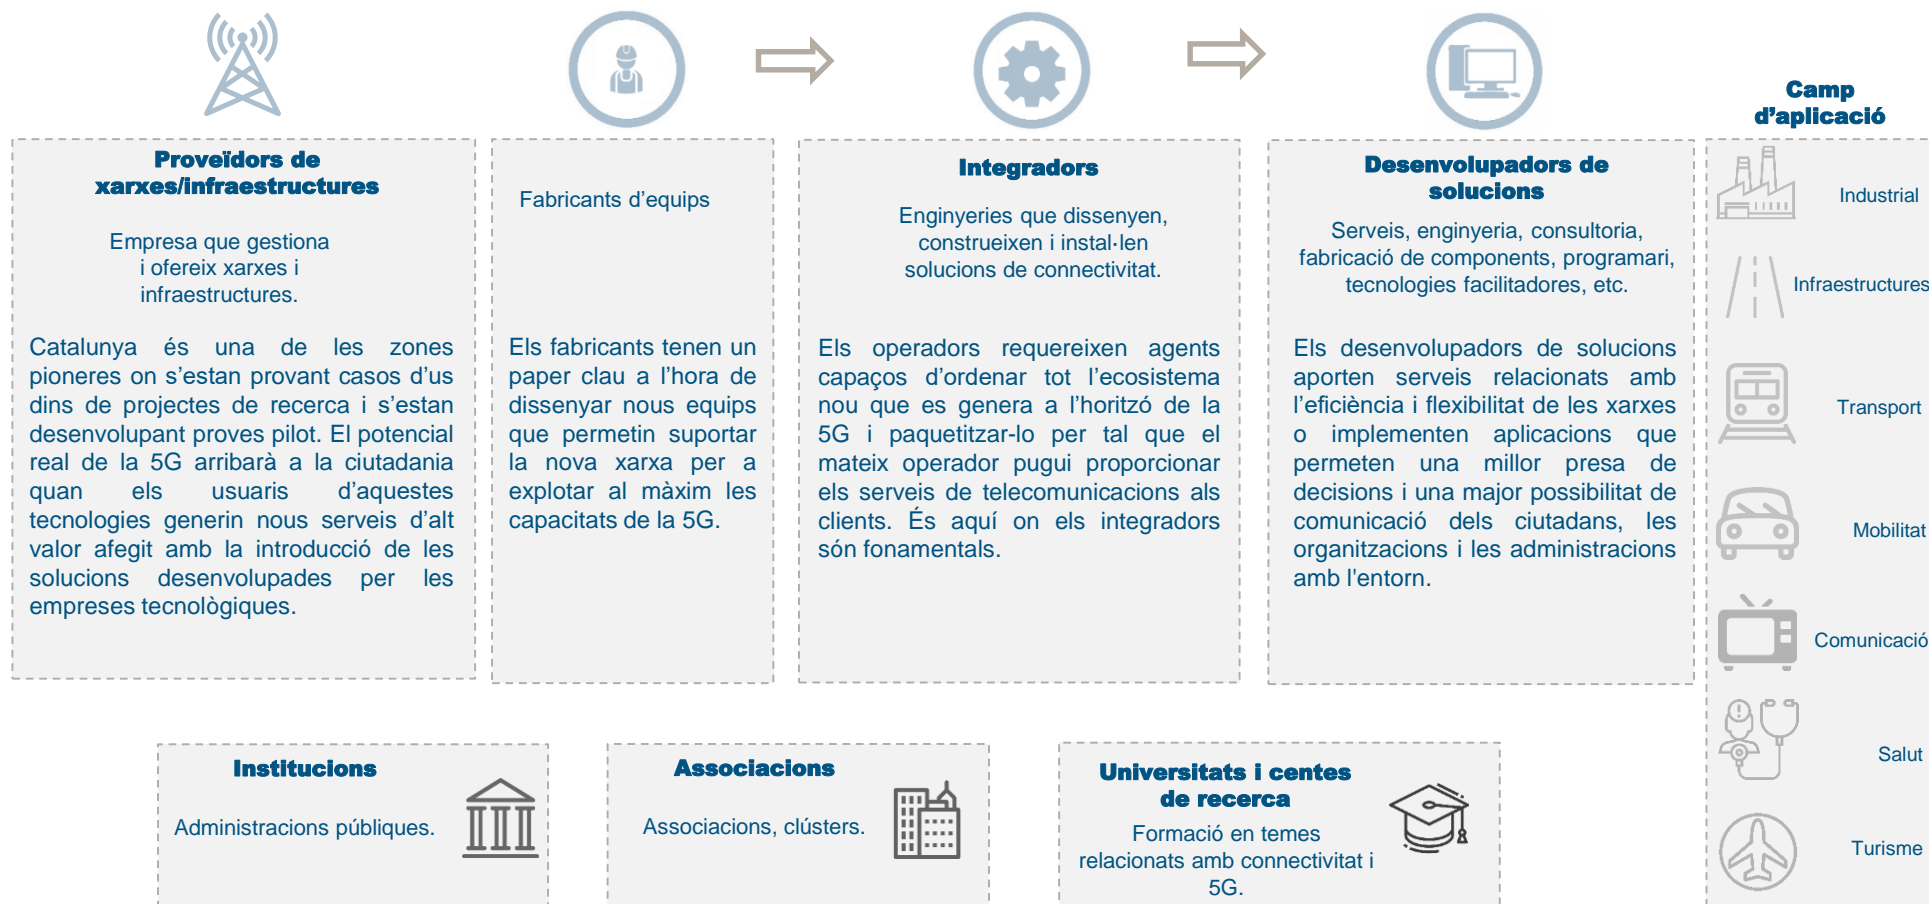 Proveïdors de
xarxes/infraestructures
Empresa que gestiona
i ofereix xarxes i
infraestructures.
Catalunya és una de les zones
pioneres on s’estan provant casos d’us
dins de projectes de recerca i s’estan
desenvolupant proves pilot. El potencial
real de la 5G arribarà a la ciutadania
quan els usuaris d’aquestes
tecnologies generin nous serveis d’alt
valor afegit amb la introducció de les
solucions desenvolupades per les
empreses tecnològiques.
Fabricants d’equips
Els fabricants tenen un
paper clau a l’hora de
dissenyar nous equips
que permetin suportar
la nova xarxa per a
explotar al màxim les
capacitats de la 5G.
Integradors
Enginyeries que dissenyen,
construeixen i instal·len
solucions de connectivitat.
Els operadors requereixen agents
capaços d’ordenar tot l’ecosistema
nou que es genera a l’horitzó de la
5G i paquetitzar-lo per tal que el
mateix operador pugui proporcionar
els serveis de telecomunicacions als
clients. És aquí on els integradors
són fonamentals.
Desenvolupadors de
solucions
Serveis, enginyeria, consultoria,
fabricació de components, programari,
tecnologies facilitadores, etc.
Els desenvolupadors de solucions
aporten serveis relacionats amb
l’eficiència i flexibilitat de les xarxes
o implementen aplicacions que
permeten una millor presa de
decisions i una major possibilitat de
comunicació dels ciutadans, les
organitzacions i les administracions
amb l'entorn.
Camp
d’aplicació
Industrial
Infraestructures
Transport
Mobilitat
Comunicació
Salut
Turisme
Institucions
Administracions públiques.
Associacions
Associacions, clústers.
Universitats i centes
de recerca
Formació en temes
relacionats amb connectivitat i
5G.